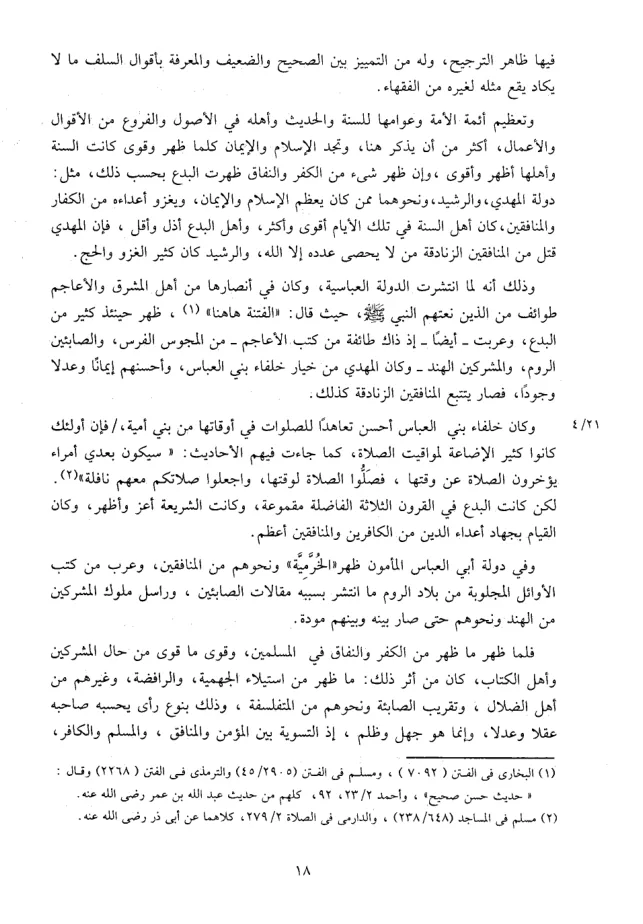 فيها ظاهر الترجيح، وله من التمييز بين الصحيح والضعيف والمعرفة بأقوال السلف ما لا
يكاد يقع مثله لغيره من الفقهاء.
وتعظيم أئمة الأمة وعوامها للسنة والحديث وأهله في الأصول والفروع من الأقوال
والأعمال، أكثر من أن يذكر هنا، وتجد الإسلام والإيمان كلما ظهر وقوى كانت السنة
وأهلها أظهر وأقوى ،وإن ظهر شىء من الكفر والنفاق ظهرت البدع بحسب ذلك، مثل:
دولة المهدي،والرشيد،ونحوهما ممن كان يعظم الإسلام والإيمان، ويغزو أعداءه من الكفار
والمنافقين،كان أهل السنة في تلك الأيام أقوى وأكثر، وأهل البدع أذل وأقل ، فإن المهدي
قتل من المنافقين الزنادقة من لا يحصى عدده إلا الله، والرشيد كان كثير الغزو والحج.
وذلك أنه لما انتشرت الدولة العباسية، وكان في أنصارها من أهل المشرق والأعاجم
طوائف من الذين نعتهم النبي ﷺ، حيث قال: «الفتنة هاهنا» (١) ، ظهر حينئذ كثير من
البدع، وعربت ـ أيضًا ـ إذ ذاك طائفة من كتب الأعاجم ـ من المجوس الفرس، والصابئين
الروم، والمشركين الهند ـ وكان المهدي من خيار خلفاء بني العباس، وأحسنهم إيمانًا وعدلا
وجودًا، فصار يتتبع المنافقين الزنادقة كذلك.
٤/٢١ وكان خلفاء بني العباس أحسن تعاهدًا للصلوات في أوقاتها من بني أمية،/فإن أولئك
كانوا كثير الإضاعة لمواقيت الصلاة، كما جاءت فيهم الأحاديث: « سيكون بعدي أمراء
يؤخرون الصلاة عن وقتها ، فصَلُّوا الصلاة لوقتها، واجعلوا صلاتكم معهم نافلة»(٢).
لكن كانت البدع في القرون الثلاثة الفاضلة مقموعة، وكانت الشريعة أعز وأظهر، وكان
القيام بجهاد أعداء الدين من الكافرين والمنافقين أعظم.
وفي دولة أبي العباس المأمون ظهر«الخُرَّمِيَّة» ونحوهم من المنافقين، وعرب من كتب
الأوائل المجلوبة من بلاد الروم ما انتشر بسببه مقالات الصابئين ، وراسل ملوك المشركين
من الهند ونحوهم حتى صار بينه وبينهم مودة.
فلما ظهر ما ظهر من الكفر والنفاق في المسلمين، وقوى ما قوى من حال المشركين
وأهل الكتاب، كان من أثر ذلك: ما ظهر من استيلاء الجهمية، والرافضة، وغيرهم من
أهل الضلال ، وتقريب الصابئة ونحوهم من المتفلسفة ، وذلك بنوع رأى يحسبه صاحبه
عقلا وعدلا، وإنما هو جهل وظلم ، إذ التسوية بين المؤمن والمنافق ، والمسلم والكافر،
(١) البخارى فى الفتن ( ٧٠٩٢ ) ، ومسلم فى الفتن (٤٥/٢٩٠٥) والترمذى فى الفتن (٢٢٦٨) وقال :
« حديث حسن صحيح» ، وأحمد ٢٣/٢، ٩٢، كلهم من حديث عبد الله بن عمر رضى الله عنه.
(٢) مسلم فى المساجد (٢٣٨/٦٤٨) ، والدارمى فى الصلاة ٢٧٩/٢، كلاهما عن أبى ذر رضى الله عنه.
١٨